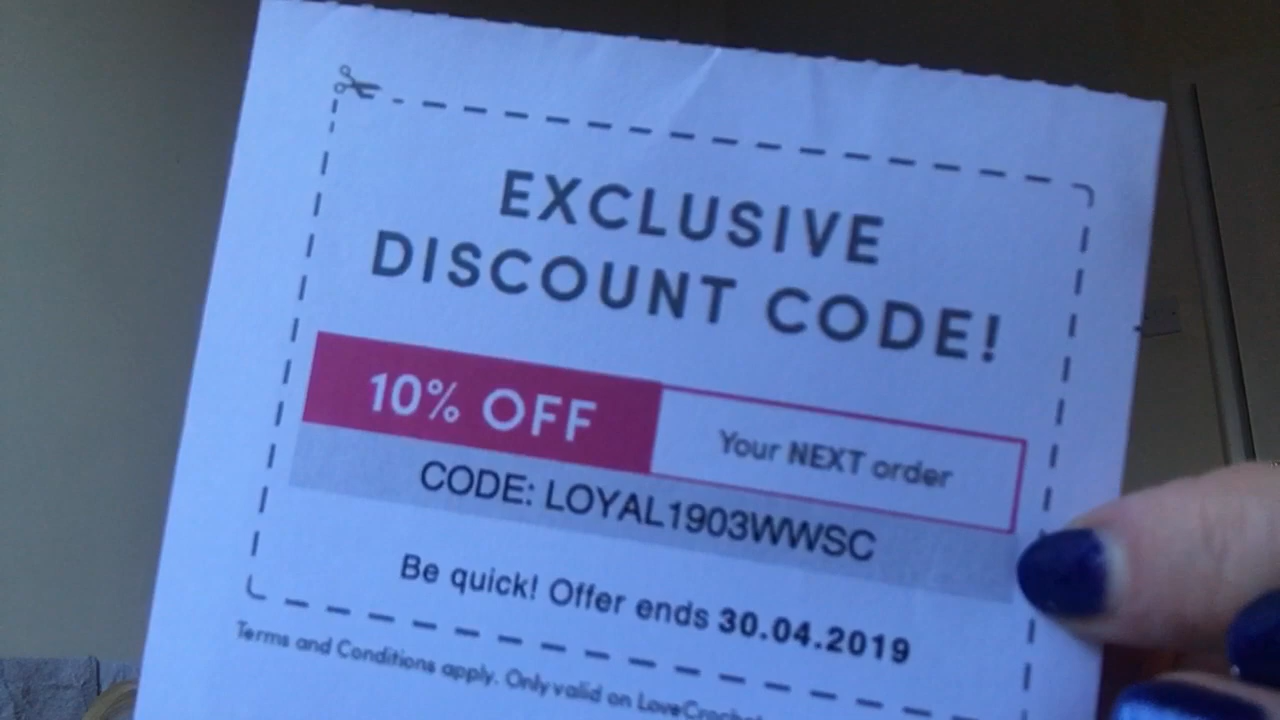 EXCLUSIVE
DISCOUNT CODE!
10% OFF
Your NEXT order
CODE: LOYAL1903WWSC
Be quick! Offer ends 30.04.2019
Terms and Conditions apply. Only valid on LoveCrochet